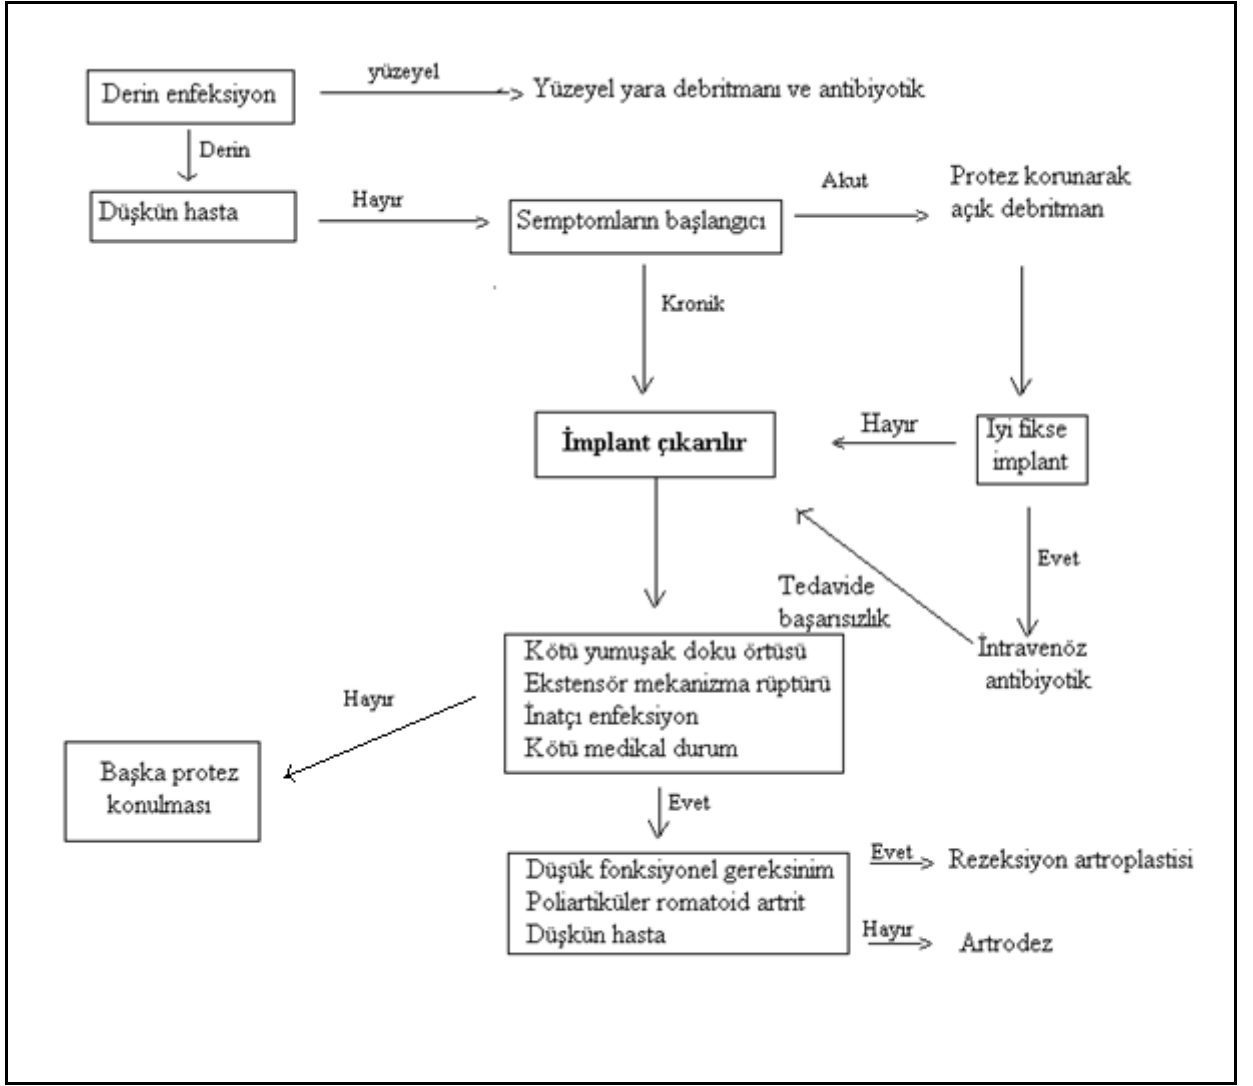 yüzeyel
Derin enfeksiyon
Yüzeyel yara debritmanı ve antibiyotik
Derin
Düşkün hasta
Hayır
Semptomların başlangıcı
Akut
Protez korunarak
açık debritman
Kronik
İmplant çıkarılır
Hayır
Iyi fikse
implant
Evet
Tedavide
başarısızlık
İntravenöz
antibiyotik
Kötü yumuşak doku örtüsü
Ekstensör mekanizma rüptürü
İnatçı enfeksiyon
Kötü medikal durum
Hayır
Başka protez
konulması
Evet
Düşük fonksiyonel gereksinim
Poliartiküler romatoid artrit
Düşkün hasta
Evet
Rezeksiyon artroplastisi
Hayır
Artrodez